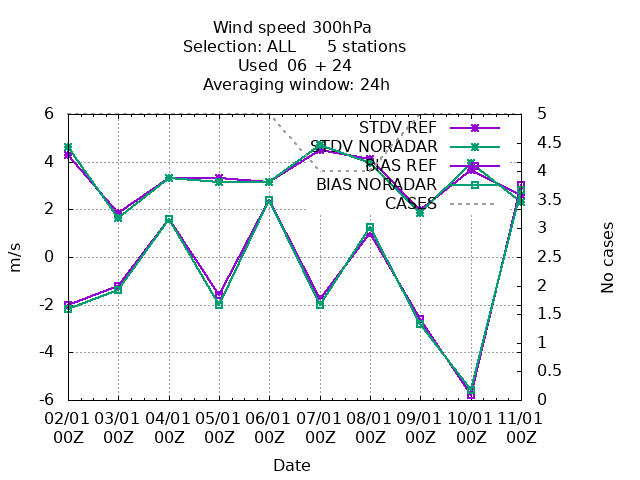 Wind speed 300hPa
Selection: ALL 5 stations
Used 06 + 24
Averaging window: 24h
STDV REF
STDV NORADAR
BIAS REF
BIAS NORADAR
CASES
6
4
2
0
-2
-4
-6
m/s
5
4.5
4
3.5
3
2.5
2
1.5
1
0.5
0
No cases
02/01 03/01 04/01 05/01 06/01 07/01 08/01 09/01 10/01 11/01
00Z 00Z 00Z 00Z 00Z 00Z 00Z 00Z 00Z 00Z
Date